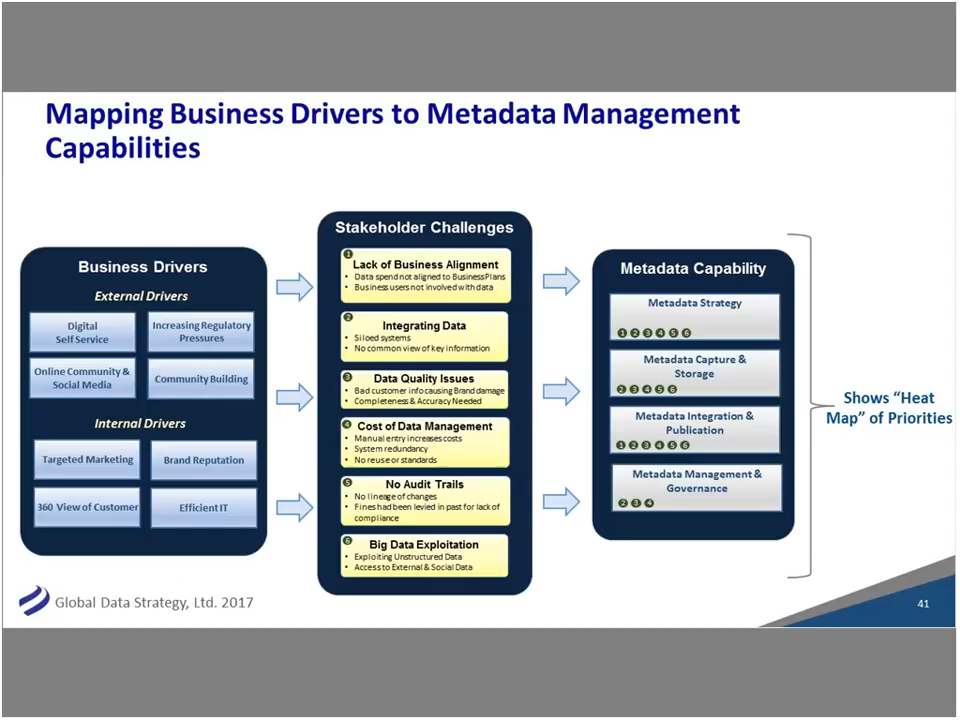 Mapping Business Drivers to Metadata Management
Capabilities
Business Drivers
External Drivers
Digital
Self Service
Increasing Regulatory
Pressures
Online Community &
Social Media
Community Building
Internal Drivers
Targeted Marketing
Brand Reputation
360 View of Customer
Efficient IT
Stakeholder Challenges
1
Lack of Business Alignment
• Data spend not aligned to Business Plans
• Business users not involved with data
2
Integrating Data
• Siloed systems
• No common view of key information
3
Data Quality Issues
• Bad customer info causing Brand damage
• Completeness & Accuracy Needed
4
Cost of Data Management
• Manual entry increases costs
• System redundancy
• No reuse or standards
5
No Audit Trails
• No lineage of changes
• Fines had been levied in past for lack of
compliance
6
Big Data Exploitation
• Exploiting Unstructured Data
• Access to External & Social Data
Metadata Capability
Metadata Strategy
1 2 3 4 5 6
Metadata Capture &
Storage
2 3 4 5 6
Metadata Integration &
Publication
1 2 3 4 5 6
Metadata Management &
Governance
2 3 4
Shows “Heat
Map” of Priorities
Global Data Strategy, Ltd. 2017
41